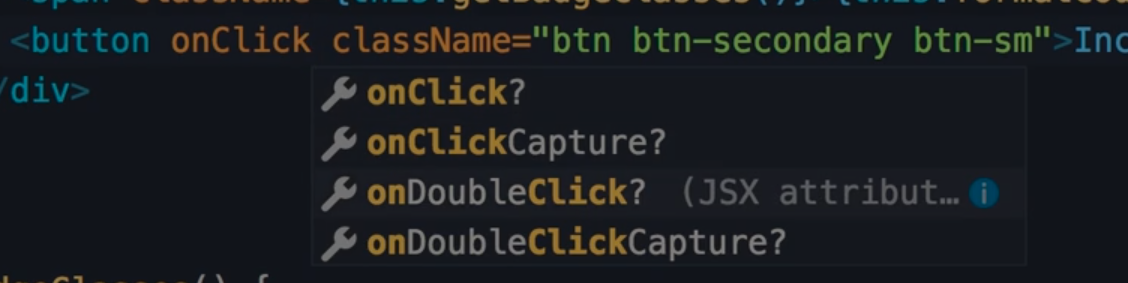 <button onClick className="btn btn-secondary btn-sm">Inc
/div>
onClick?
onClickCapture?
onDoubleClick? (JSX attribut…
onDoubleClickCapture?